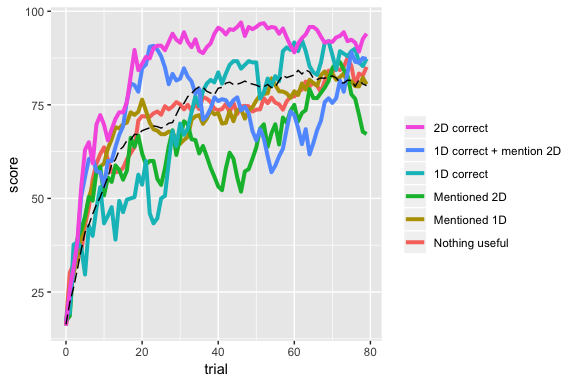 100
75
50
25
score
0
20
40
60
80
trial
2D correct
1D correct + mention 2D
1D correct
Mentioned 2D
Mentioned 1D
Nothing useful